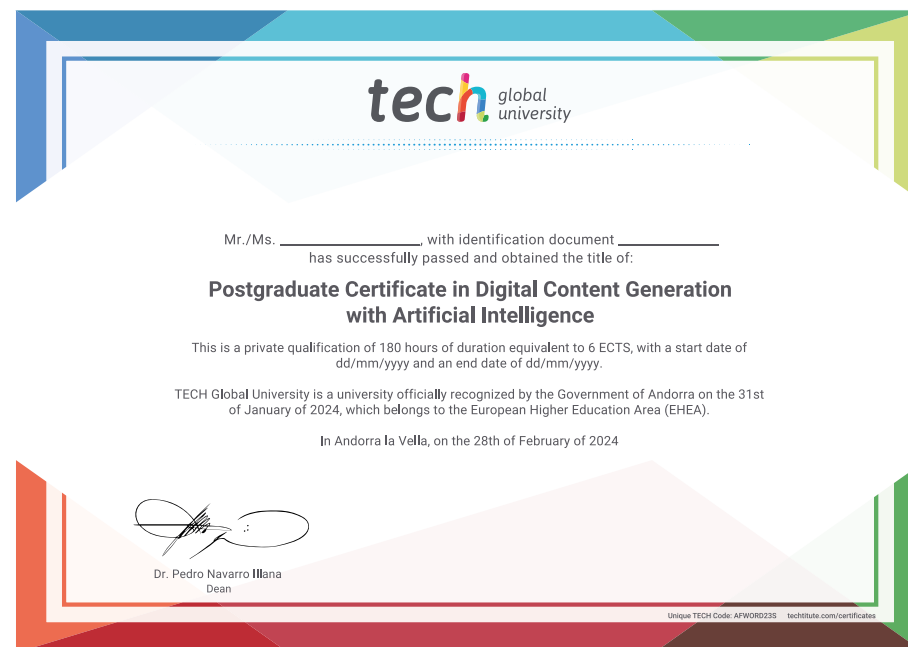 tech global university
Mr./Ms. ____________________, with identification document ______________
has successfully passed and obtained the title of:
Postgraduate Certificate in Digital Content Generation
with Artificial Intelligence
This is a private qualification of 180 hours of duration equivalent to 6 ECTS, with a start date of
dd/mm/yyyy and an end date of dd/mm/yyyy.
TECH Global University is a university officially recognized by the Government of Andorra on the 31st
of January of 2024, which belongs to the European Higher Education Area (EHEA).
In Andorra la Vella, on the 28th of February of 2024
Dr. Pedro Navarro Illana
Dean
Unique TECH Code: AFWORD23S techtitute.com/certificates